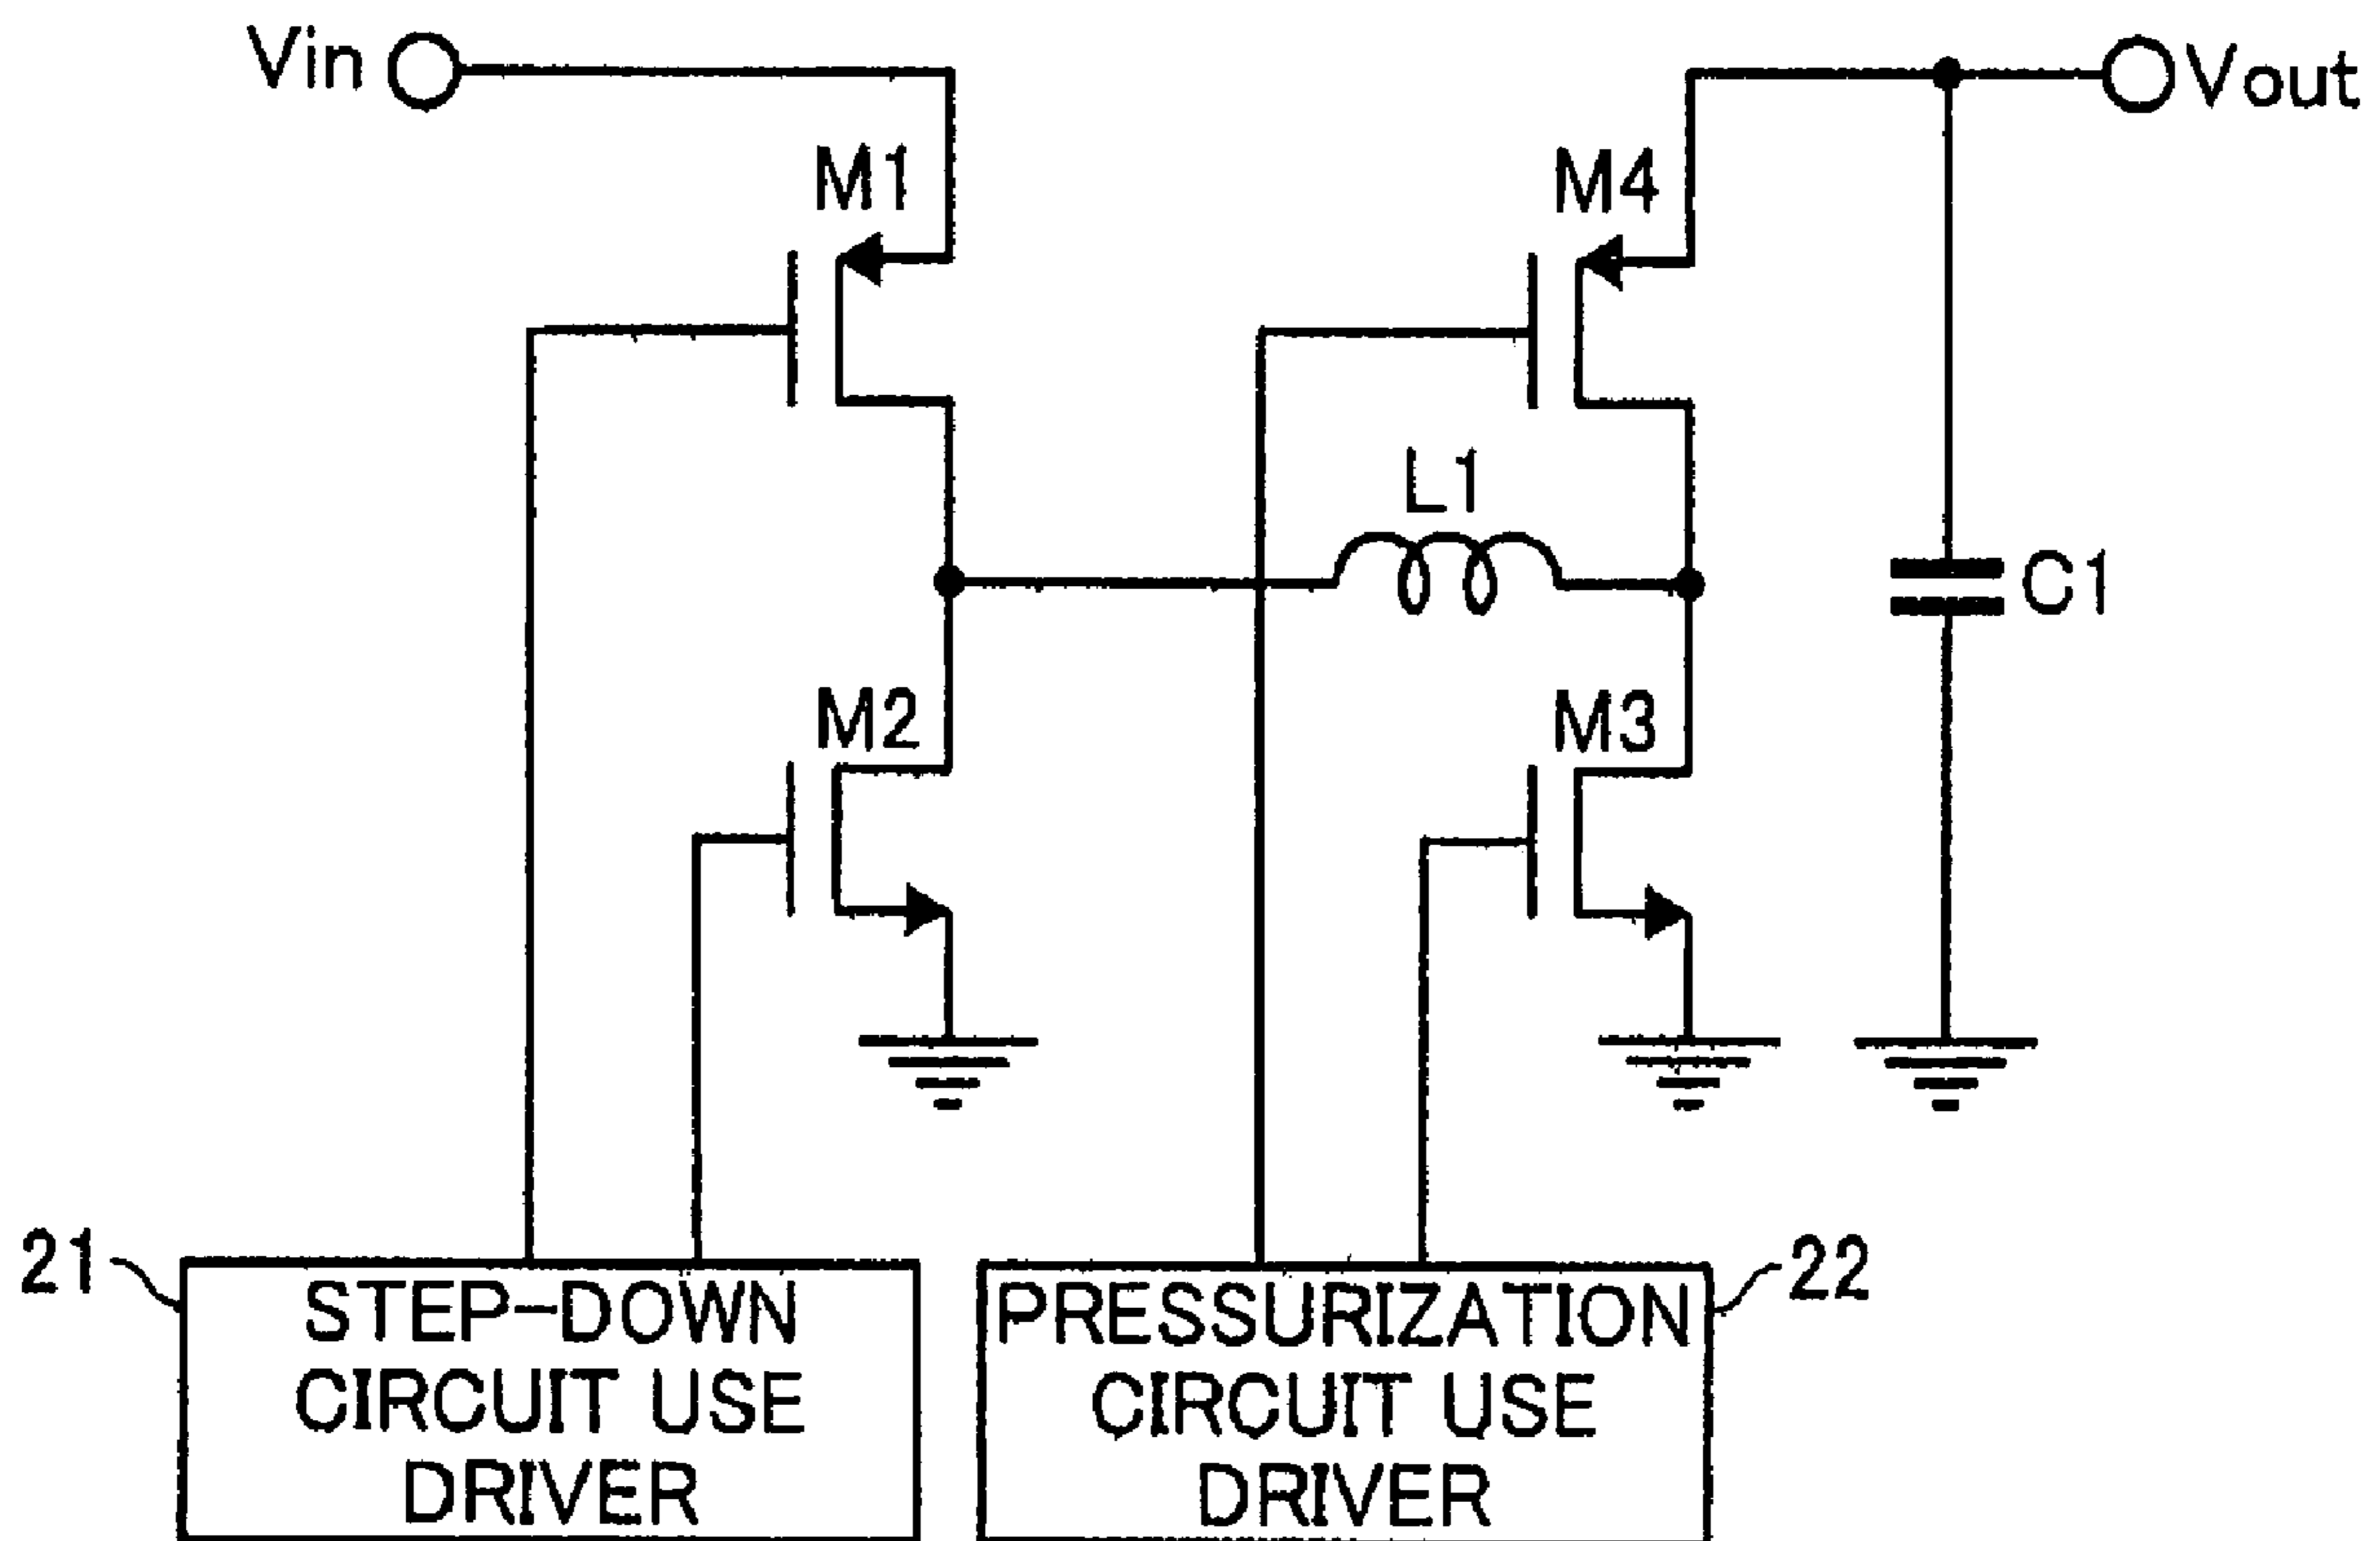 Vin
Vout
M1
M4
L1
C1
M2
M3
21
22
STEP-DOWN
CIRCUIT USE
DRIVER
PRESSURIZATION
CIRCUIT USE
DRIVER